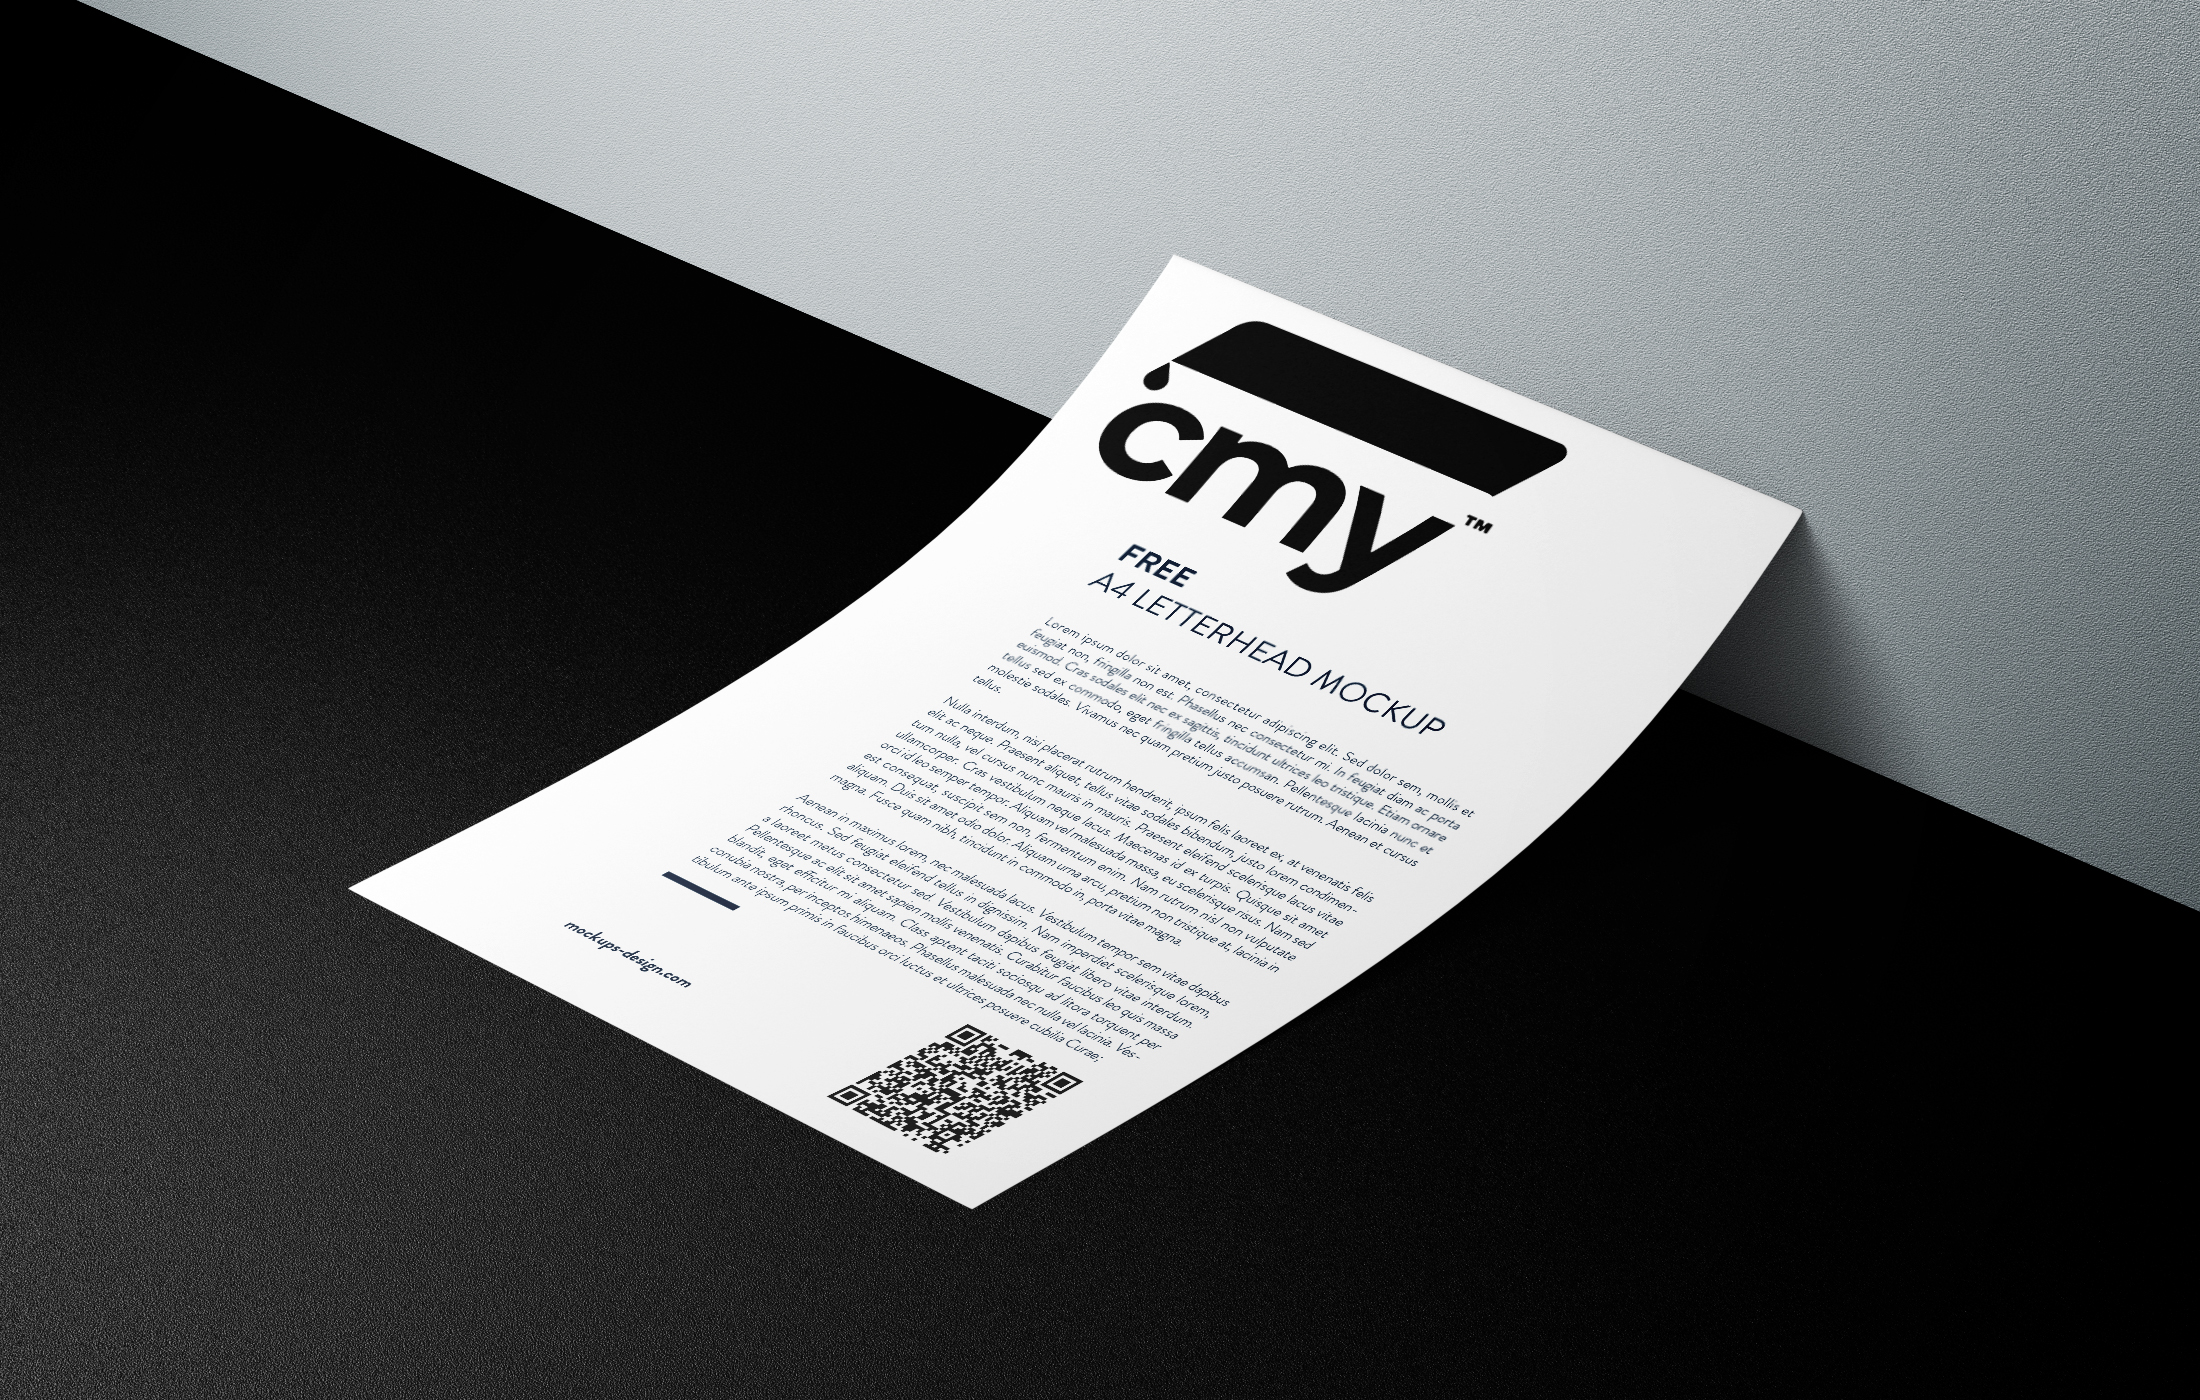 cmy™
FREE
A4 LETTERHEAD MOCKUP
Lorem ipsum dolor sit amet, consectetur adipiscing elit. Sed dolor sem, mollis et
feugiat non, fringilla non est. Phasellus nec consectetur mi. In feugiat diam ac porta
euismod. Cras sodales elit nec ex sagittis, tincidunt ultrices leo tristique. Etiam ornare
tellus sed ex commodo, eget fringilla tellus accumsan. Pellentesque lacinia nunc et
molestie sodales. Vivamus nec quam pretium justo posuere rutrum. Aenean et cursus
tellus.
Nulla interdum, nisi placerat rutrum hendrerit, ipsum felis laoreet ex, at venenatis felis
elit ac neque. Praesent aliquet, tellus vitae sodales bibendum, justo lorem condimen-
tum nulla, vel cursus nunc mauris in mauris. Praesent eleifend scelerisque lacus vitae
ullamcorper. Cras vestibulum neque lacus. Maecenas id ex turpis. Quisque sit amet
orci id leo semper tempor. Aliquam vel malesuada massa, eu scelerisque risus. Nam sed
est consequat, suscipit sem non, fermentum enim. Nam rutrum nisl non vulputate
aliquam. Duis sit amet odio dolor. Aliquam urna arcu, pretium non tristique at, lacinia in
magna. Fusce quam nibh, tincidunt in commodo in, porta vitae magna.
Aenean in maximus lorem, nec malesuada lacus. Vestibulum tempor sem vitae dapibus
rhoncus. Sed feugiat eleifend tellus in dignissim. Nam imperdiet scelerisque lorem,
a laoreet metus consectetur sed. Vestibulum dapibus feugiat libero vitae interdum.
Pellentesque ac elit sit amet sapien mollis venenatis. Curabitur faucibus leo quis massa
blandit, eget efficitur mi aliquam. Class aptent taciti sociosqu ad litora torquent per
conubia nostra, per inceptos himenaeos. Phasellus malesuada nec nulla vel lacinia. Ves-
tibulum ante ipsum primis in faucibus orci luctus et ultrices posuere cubilia Curae;
mockups-design.com